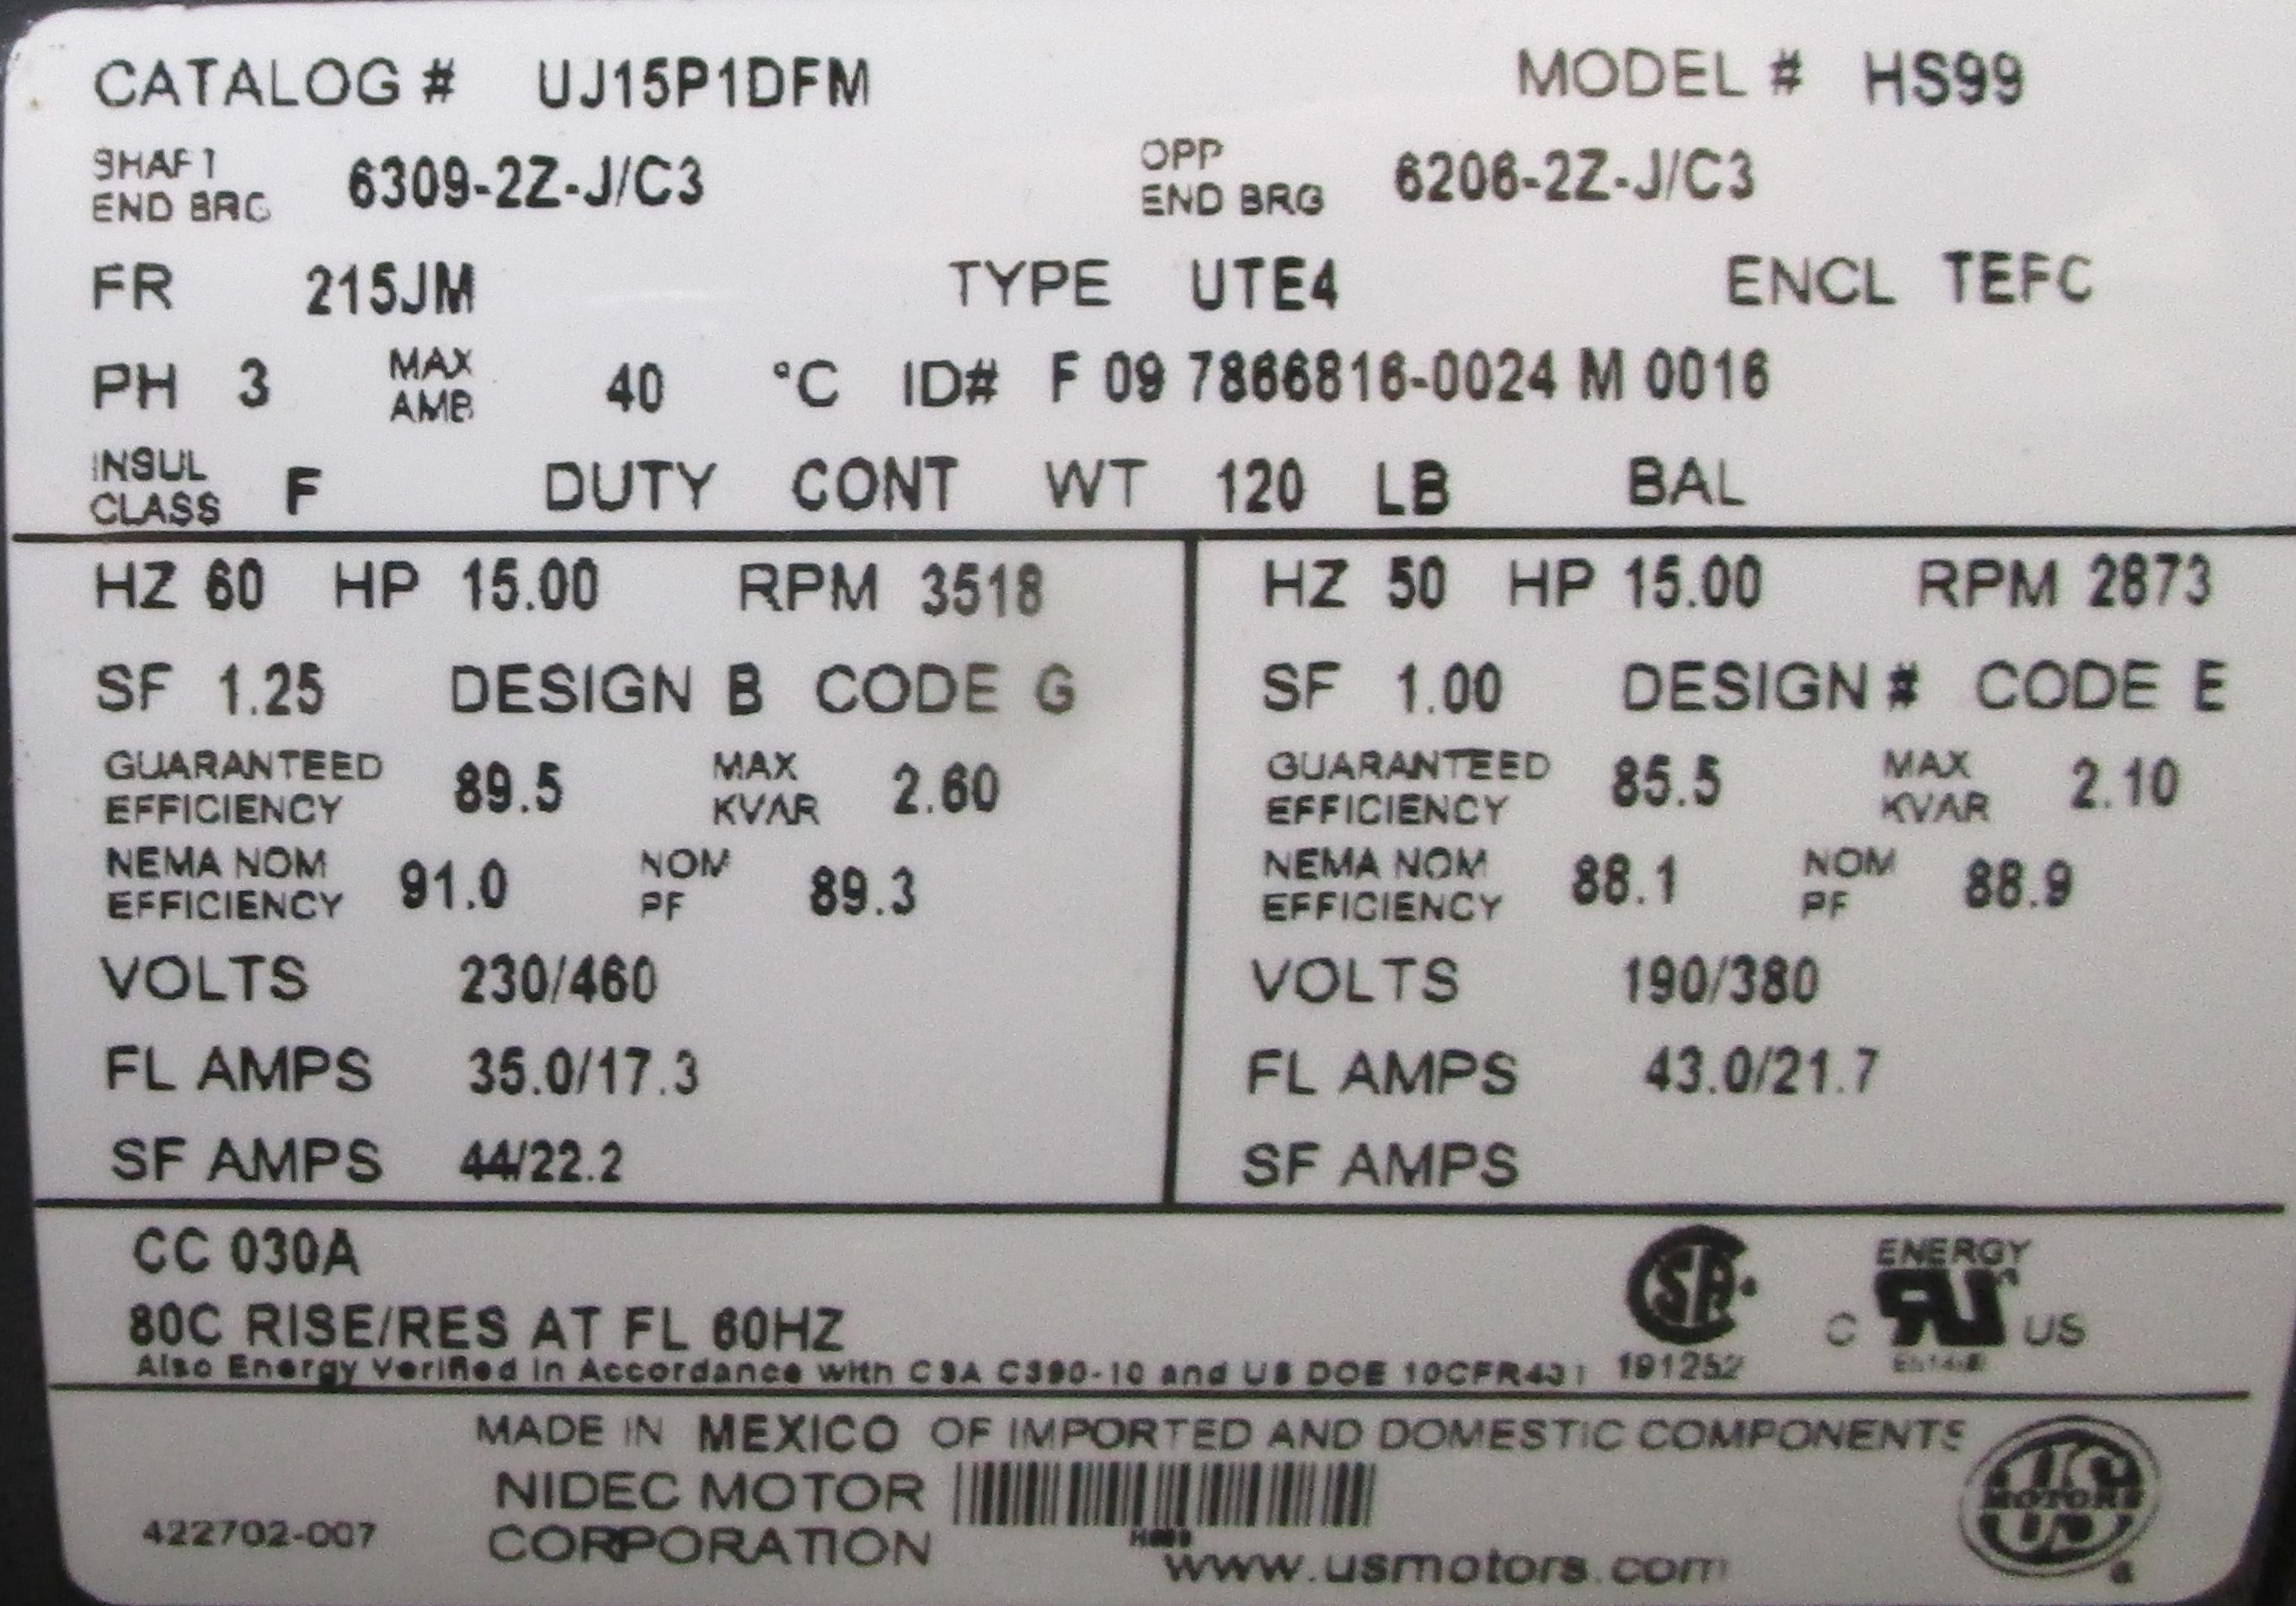 CATALOG # UJ15P1DFM MODEL # HS99
SHAFT END BRG 6309-2Z-J/C3 OPP END BRG 6206-2Z-J/C3
FR 215JM TYPE UTE4 ENCL TEFC
PH 3 MAX AMB 40 °C ID# F 09 7866816-0024 M 0016
INSUL CLASS F DUTY CONT WT 120 LB BAL
HZ 60 HP 15.00 RPM 3518
SF 1.25 DESIGN B CODE G
GUARANTEED EFFICIENCY 89.5 MAX KVAR 2.60
NEMA NOM EFFICIENCY 91.0 NOM PF 89.3
VOLTS 230/460
FL AMPS 35.0/17.3
SF AMPS 44/22.2
HZ 50 HP 15.00 RPM 2873
SF 1.00 DESIGN # CODE E
GUARANTEED EFFICIENCY 85.5 MAX KVAR 2.10
NEMA NOM EFFICIENCY 88.1 NOM PF 88.9
VOLTS 190/380
FL AMPS 43.0/21.7
SF AMPS
CC 030A
80C RISE/RES AT FL 60HZ
Also Energy Verified in Accordance with CSA C390-10 and US DOE 10CFR431
SA
191252
ENERGY
C RU US
MADE IN MEXICO OF IMPORTED AND DOMESTIC COMPONENTS
NIDEC MOTOR
CORPORATION
422702-007
www.usmotors.com
US
MOTORS